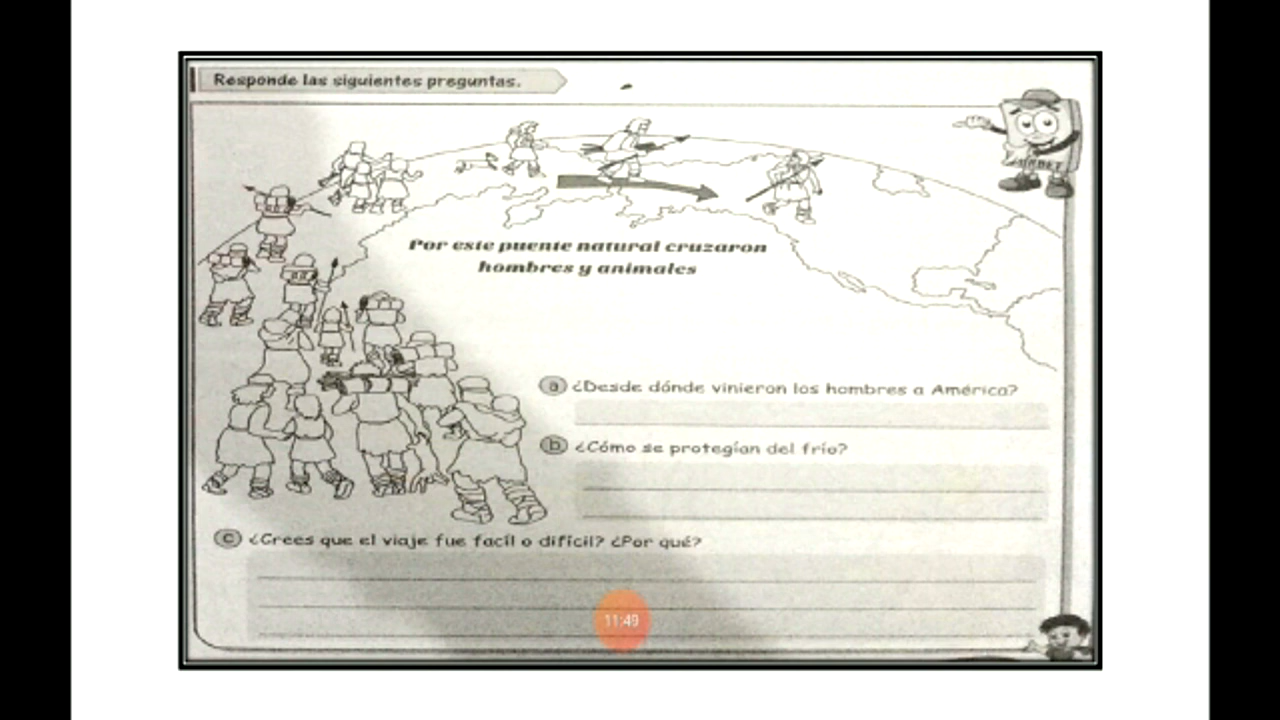 Responde las siguientes preguntas.
Por este puente natural cruzaron
hombres y animales
a ¿Desde dónde vinieron los hombres a América?
b ¿Cómo se protegían del frío?
c ¿Crees que el viaje fue facíl o difícil? ¿Por qué?
11:49